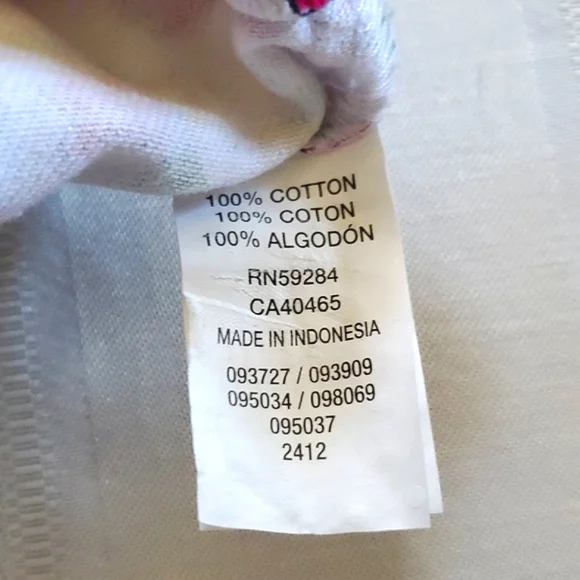 100% COTTON
100% COTON
100% ALGODÓN
RN59284
CA40465
MADE IN INDONESIA
093727 / 093909
095034 / 098069
095037
2412